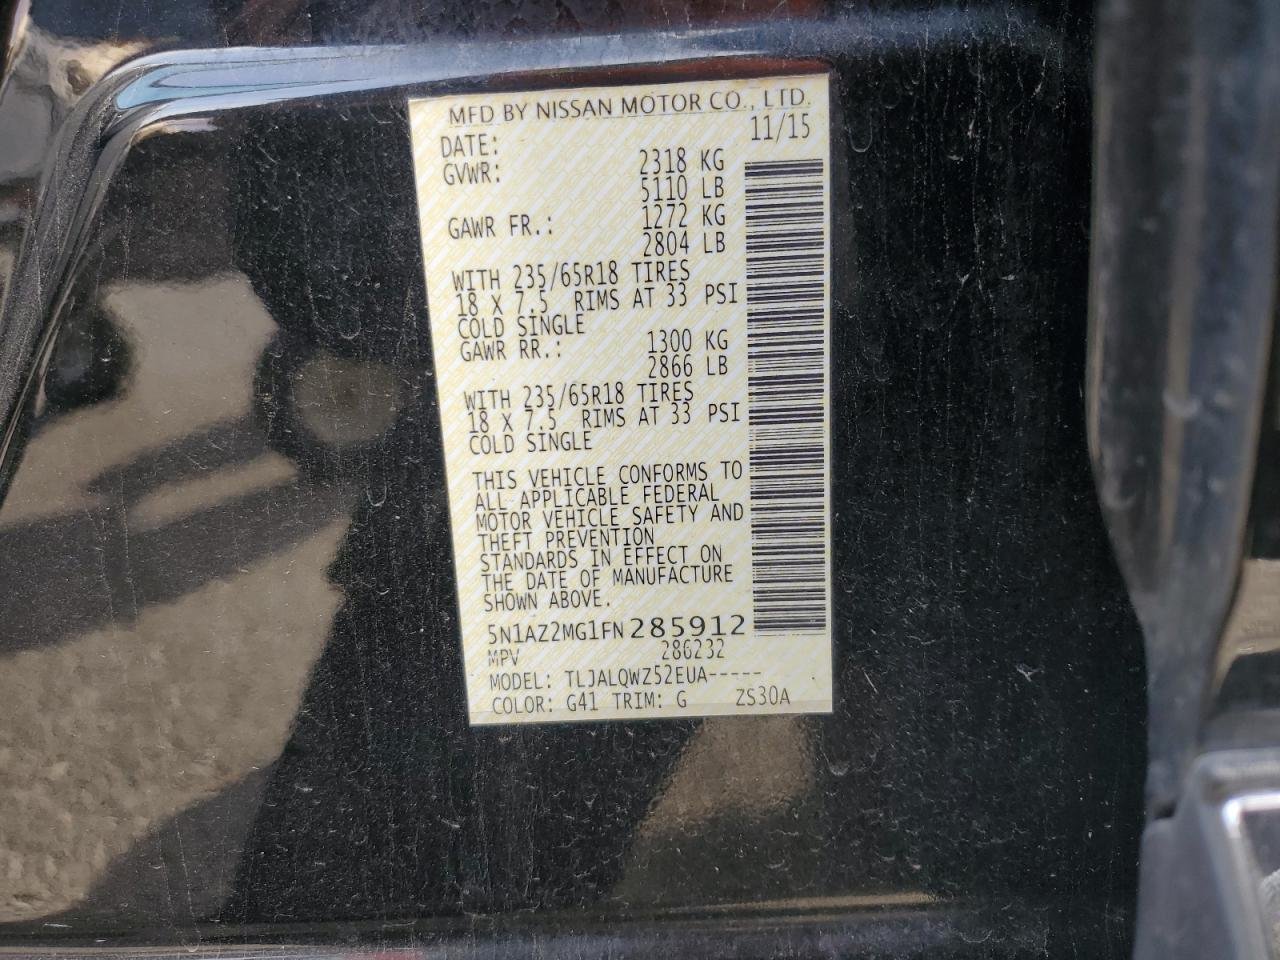 MFD BY NISSAN MOTOR CO., LTD.
DATE: 11/15
GVWR: 2318 KG
5110 LB
GAWR FR.: 1272 KG
2804 LB
WITH 235/65R18 TIRES
18 X 7.5 RIMS AT 33 PSI
COLD SINGLE
GAWR RR.: 1300 KG
2866 LB
WITH 235/65R18 TIRES
18 X 7.5 RIMS AT 33 PSI
COLD SINGLE
THIS VEHICLE CONFORMS TO
ALL APPLICABLE FEDERAL
MOTOR VEHICLE SAFETY AND
THEFT PREVENTION
STANDARDS IN EFFECT ON
THE DATE OF MANUFACTURE
SHOWN ABOVE.
5N1AZ2MG1FN285912
MPV 286232
MODEL: TLJALQWZ52EUA-----
COLOR: G41 TRIM: G ZS30A